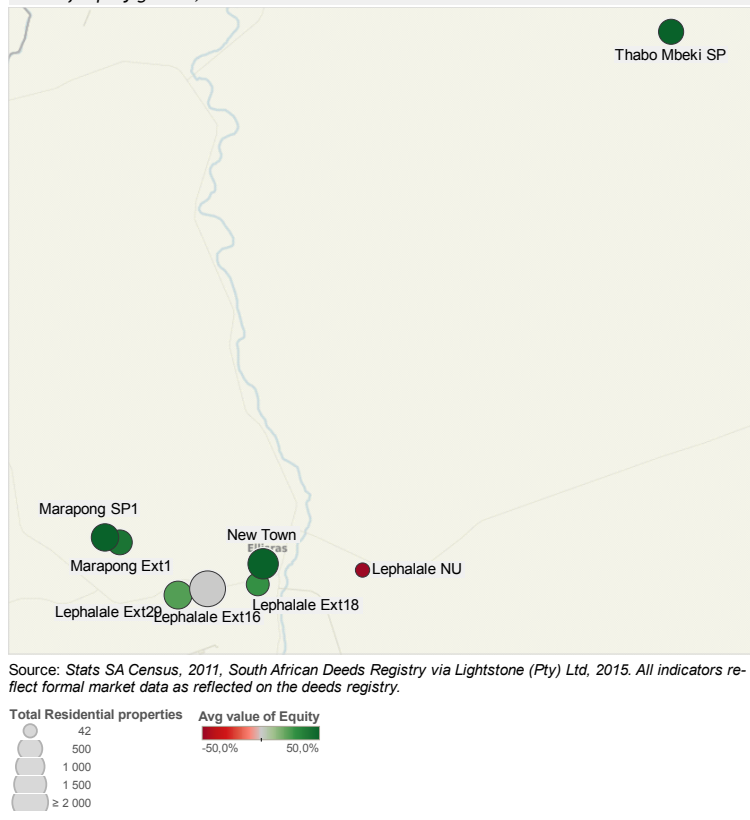 Thabo Mbeki SP
Marapong SP1
New Town
Marapong Ext1
Lephalale NU
Lephalale Ext29
Lephalale Ext16
Lephalale Ext18
Source: Stats SA Census, 2011, South African Deeds Registry via Lightstone (Pty) Ltd, 2015. All indicators re-
flect formal market data as reflected on the deeds registry.
Total Residential properties
42
500
1 000
1 500
≥ 2 000
Avg value of Equity
-50,0%
50,0%